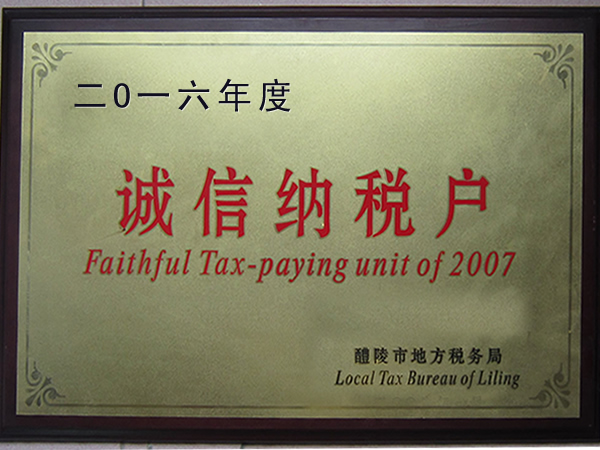 二0一六年度
诚信纳税户
Faithful Tax-paying unit of 2007
醴陵市地方税务局
Local Tax Bureau of Liling